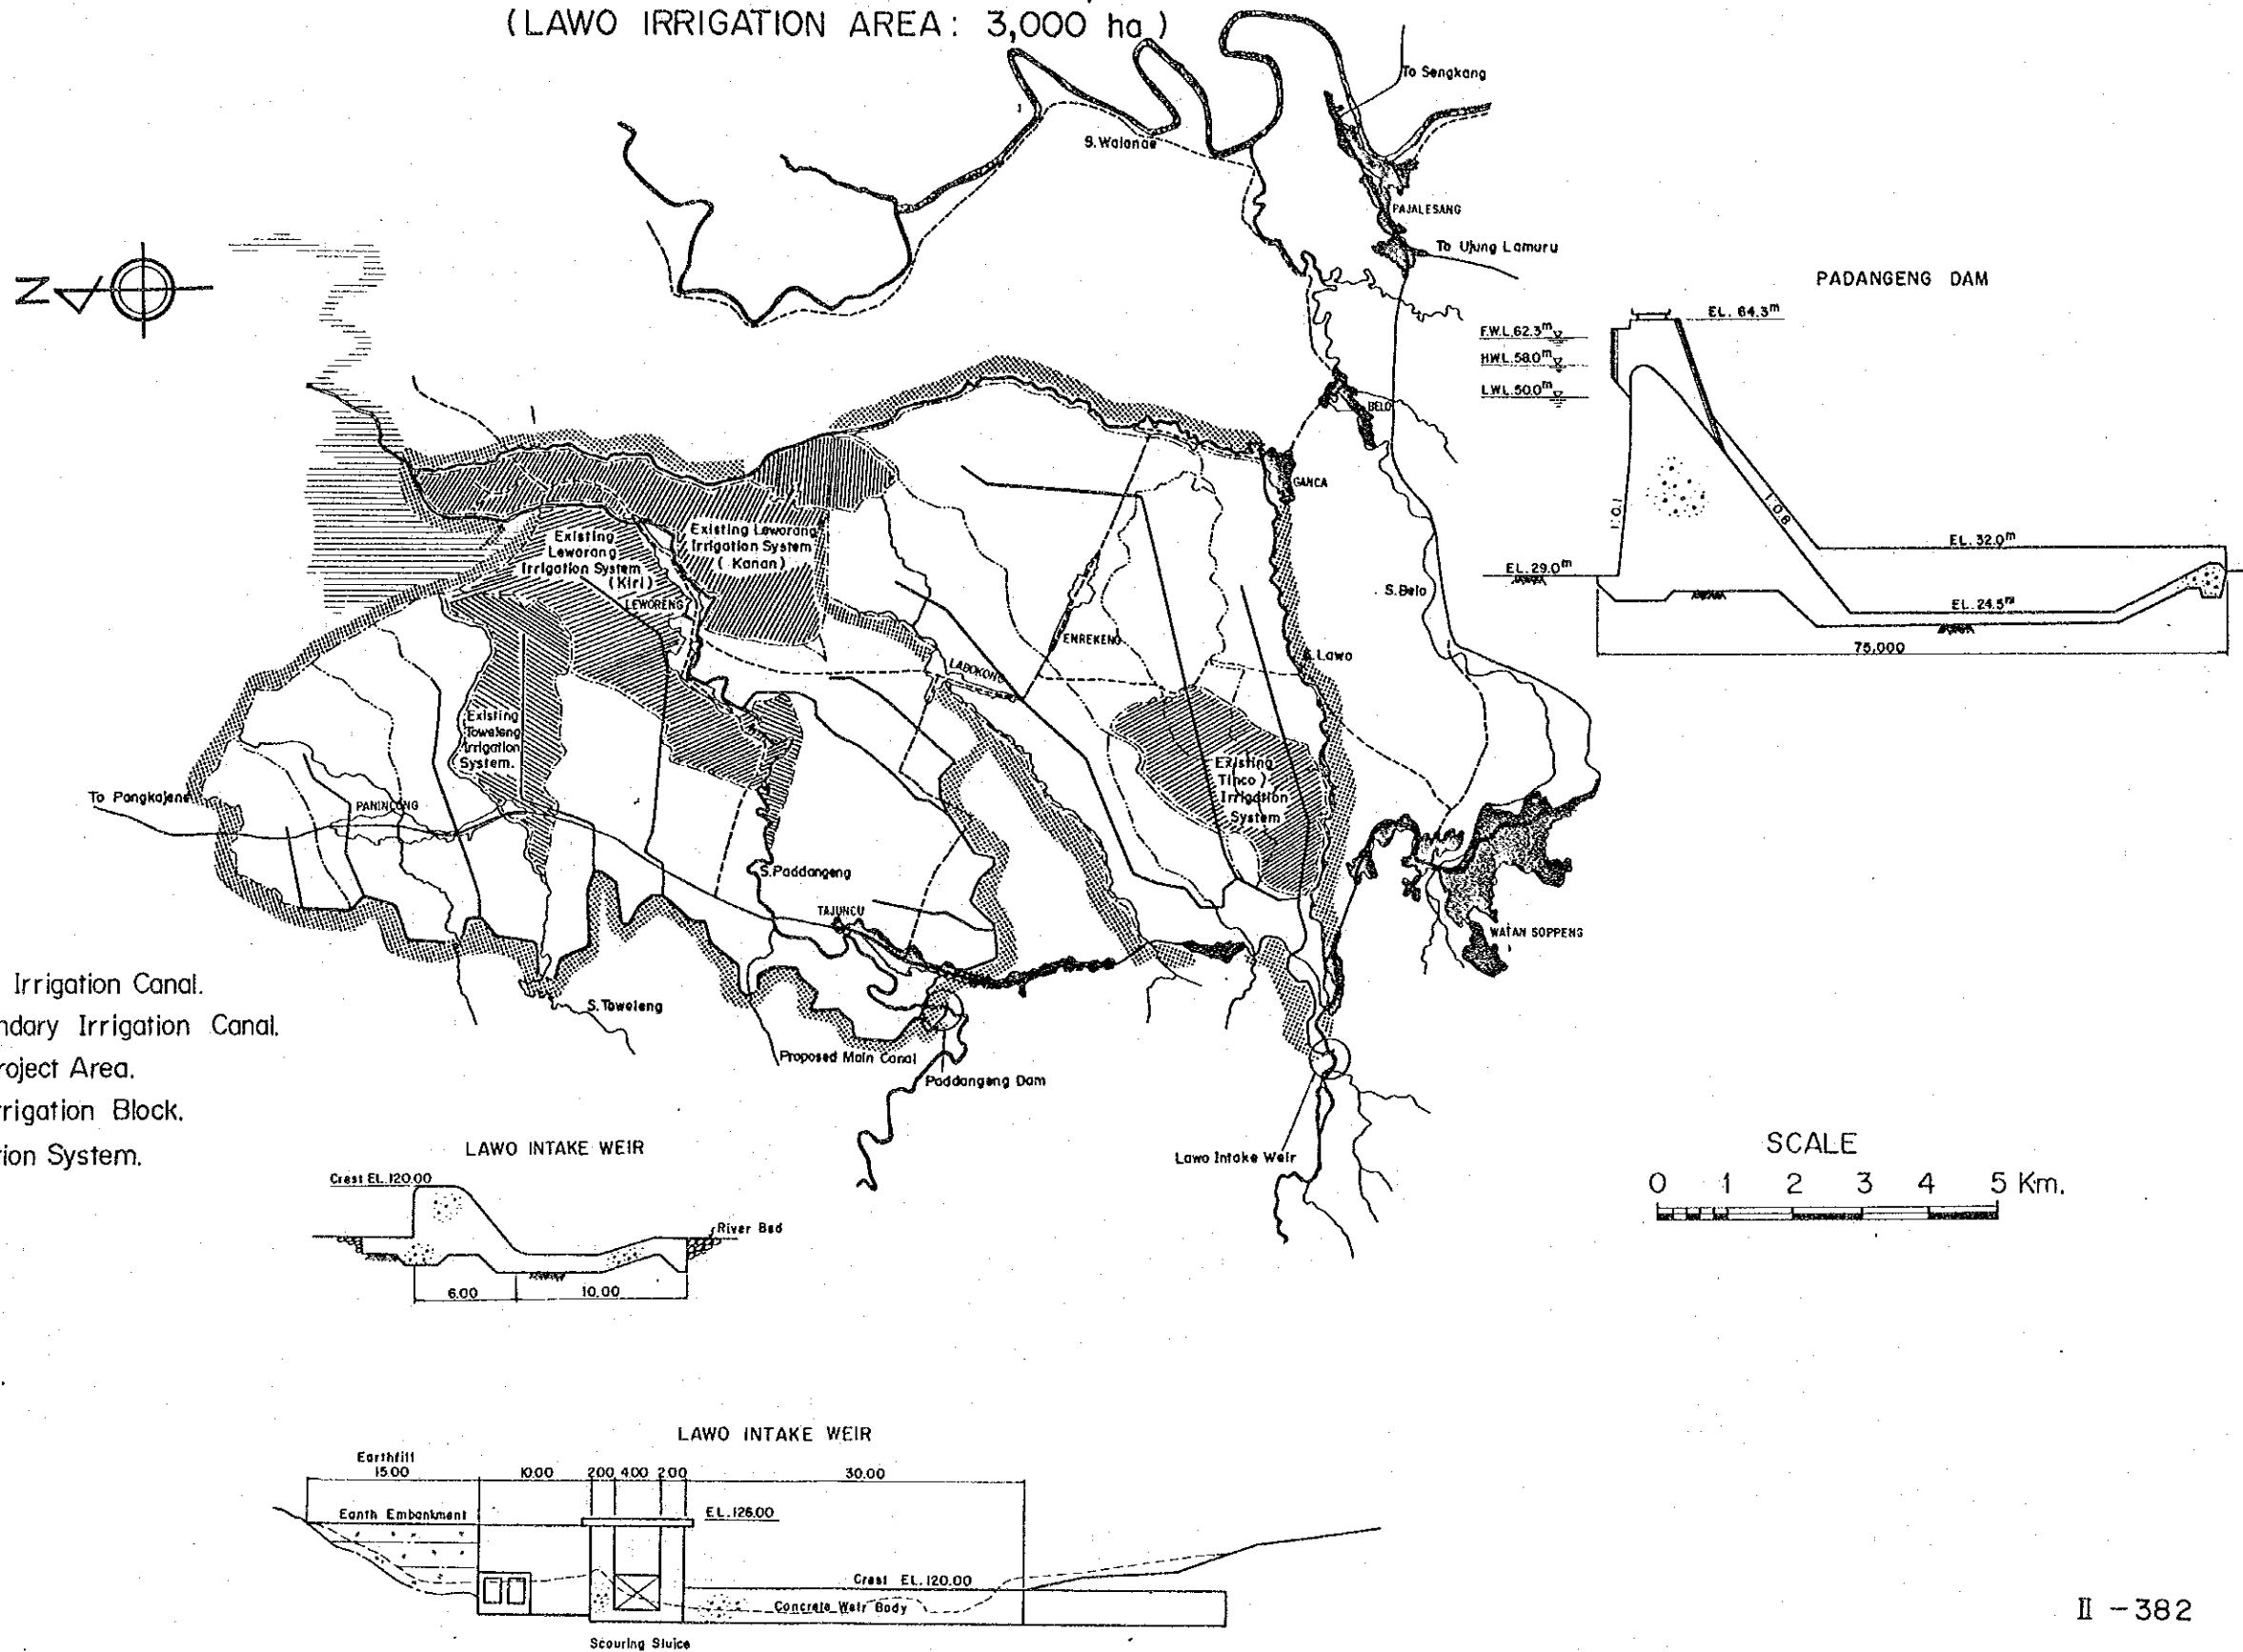 (LAWO IRRIGATION AREA: 3,000 ha)
To Sengkang
S. Walanae
PAJALESANG
To Ujung Lamuru
N
PADANGENG DAM
EL. 64.3m
F.W.L.62.3m
H.W.L.58.0m
L.W.L.50.0m
1:0.1
1:0.8
EL. 32.0m
EL. 29.0m
EL. 24.5m
75,000
BELO
GANCA
Existing
Leworang
Irrigation System
(Kiri)
Existing Leworang
Irrigation System
(Kanan)
LEWORENG
S. Belo
ENREKENG
LABOKONG
S. Lawo
Existing
Toweleng
Irrigation
System.
Existing
Tinco)
Irrigation
System
To Pangkajene
PANINCONG
S. Paddangeng
TAJUNCU
WATAN SOPPENG
Irrigation Canal.
ndary Irrigation Canal.
roject Area.
rrigation Block.
ion System.
S. Toweleng
Proposed Main Canal
Paddangeng Dam
Lawo Intake Weir
LAWO INTAKE WEIR
Crest EL.120.00
River Bed
6.00
10.00
SCALE
0 1 2 3 4 5 Km.
LAWO INTAKE WEIR
Earthfill
15.00 10.00 2.00 4.00 2.00 30.00
Earth Embankment
EL. 126.00
Crest EL. 120.00
Concrete Weir Body
Scouring Sluice
II - 382